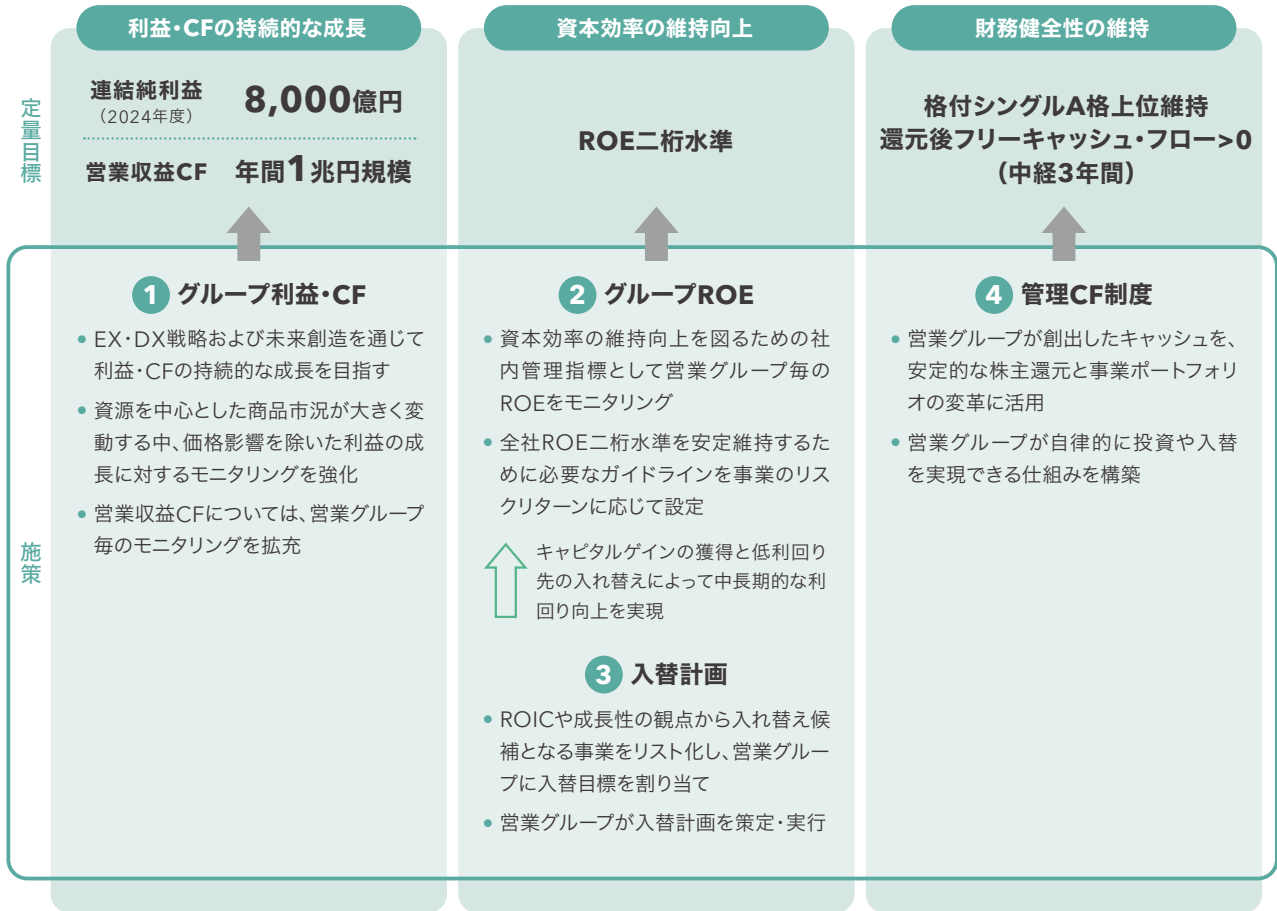 利益・CFの持続的な成長
資本効率の維持向上
財務健全性の維持
定量目標
連結純利益
(2024年度)
8,000億円
営業収益CF 年間1兆円規模
ROE二桁水準
格付シングルA格上位維持
還元後フリーキャッシュ・フロー>0
(中経3年間)
施策
1 グループ利益・CF
• EX・DX戦略および未来創造を通じて
利益・CFの持続的な成長を目指す
• 資源を中心とした商品市況が大きく変
動する中、価格影響を除いた利益の成
長に対するモニタリングを強化
• 営業収益CFについては、営業グループ
毎のモニタリングを拡充
2 グループROE
• 資本効率の維持向上を図るための社
内管理指標として営業グループ毎の
ROEをモニタリング
• 全社ROE二桁水準を安定維持するた
めに必要なガイドラインを事業のリス
クリターンに応じて設定
キャピタルゲインの獲得と低利回り
先の入れ替えによって中長期的な利
回り向上を実現
3 入替計画
• ROICや成長性の観点から入れ替え候
補となる事業をリスト化し、営業グルー
プに入替目標を割り当て
• 営業グループが入替計画を策定・実行
4 管理CF制度
• 営業グループが創出したキャッシュを、
安定的な株主還元と事業ポートフォリ
オの変革に活用
• 営業グループが自律的に投資や入替
を実現できる仕組みを構築